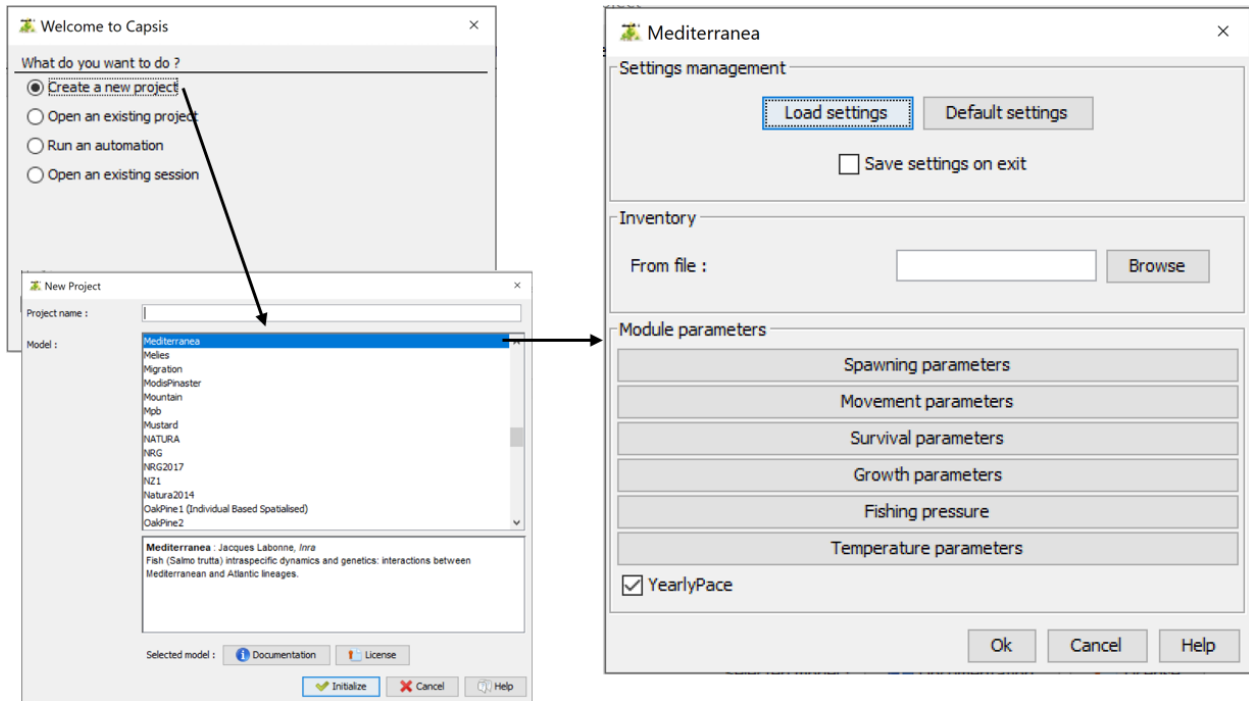 Welcome to Capsis
What do you want to do ?
Create a new project
Open an existing project
Run an automation
Open an existing session
New Project
Project name :
Model :
Mediterranea
Melies
Migration
ModisPinaster
Mountain
Mpb
Mustard
NATURA
NRG
NRG2017
NZ1
Natura2014
OakPine1 (Individual Based Spatialised)
OakPine2
Mediterranea : Jacques Labonne, Inra
Fish (Salmo trutta) intraspecific dynamics and genetics: interactions between
Mediterranean and Atlantic lineages.
Selected model :
Documentation
License
Initialize
Cancel
Help
Mediterranea
Settings management
Load settings
Default settings
Save settings on exit
Inventory
From file :
Browse
Module parameters
Spawning parameters
Movement parameters
Survival parameters
Growth parameters
Fishing pressure
Temperature parameters
YearlyPace
Ok
Cancel
Help